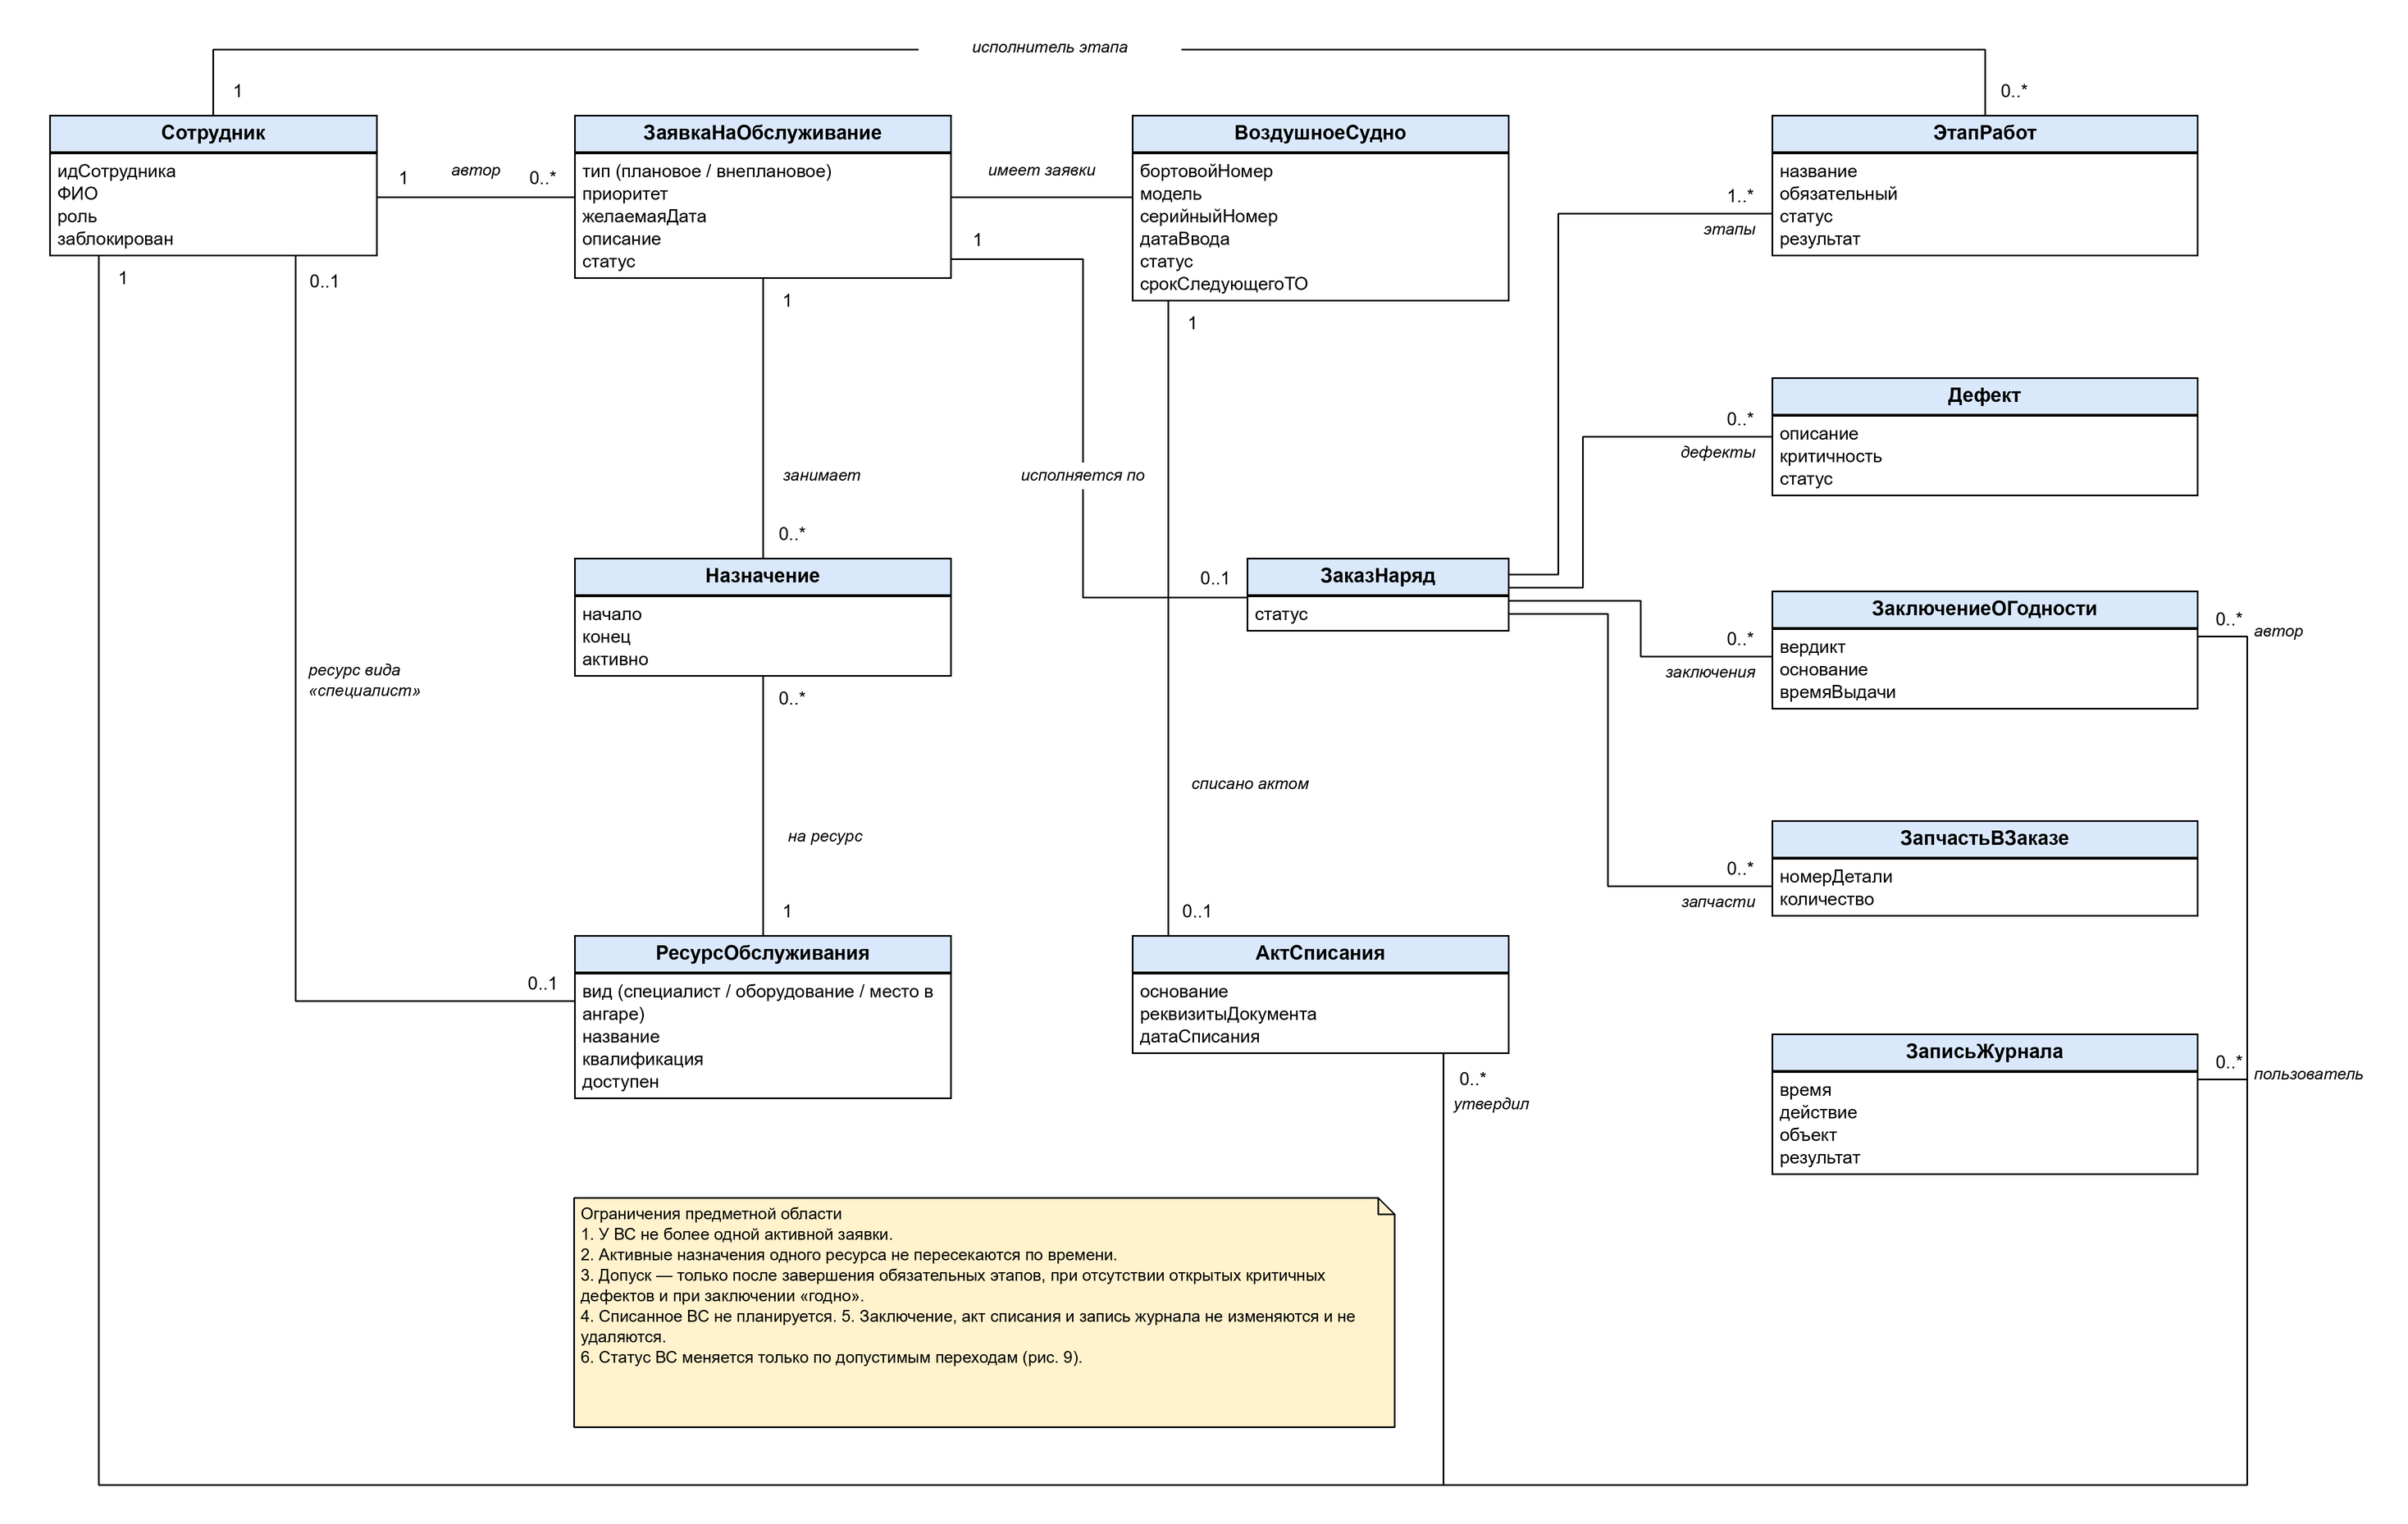 исполнитель этапа
1
0..*
Сотрудник
идСотрудника
ФИО
роль
заблокирован
1
автор
0..*
ЗаявкаНаОбслуживание
тип (плановое / внеплановое)
приоритет
желаемаяДата
описание
статус
имеет заявки
ВоздушноеСудно
бортовойНомер
модель
серийныйНомер
датаВвода
статус
срокСледующегоТО
ЭтапРабот
название
обязательный
статус
результат
1..*
этапы
1
1
0..1
1
1
Дефект
описание
критичность
статус
0..*
дефекты
занимает
исполняется по
0..*
0..1
Назначение
начало
конец
активно
ЗаказНаряд
статус
ЗаключениеОГодности
вердикт
основание
времяВыдачи
0..*
заключения
0..*
автор
ресурс вида
«специалист»
0..*
списано актом
на ресурс
ЗапчастьВЗаказе
номерДетали
количество
0..*
запчасти
1
0..1
0..1
РесурсОбслуживания
вид (специалист / оборудование / место в
ангаре)
название
квалификация
доступен
АктСписания
основание
реквизитыДокумента
датаСписания
0..*
утвердил
ЗаписьЖурнала
время
действие
объект
результат
0..*
пользователь
Ограничения предметной области
1. У ВС не более одной активной заявки.
2. Активные назначения одного ресурса не пересекаются по времени.
3. Допуск — только после завершения обязательных этапов, при отсутствии открытых критичных
дефектов и при заключении «годно».
4. Списанное ВС не планируется. 5. Заключение, акт списания и запись журнала не изменяются и не
удаляются.
6. Статус ВС меняется только по допустимым переходам (рис. 9).